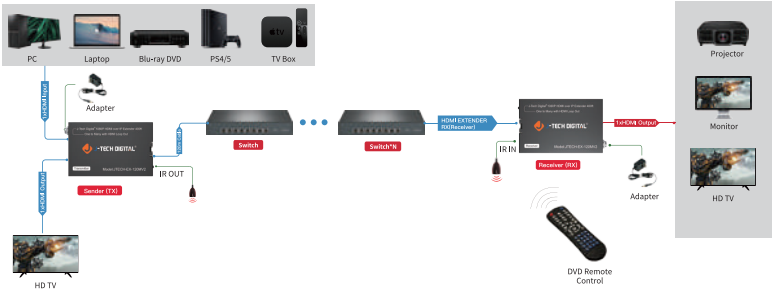 PC
Laptop
Blu-ray DVD
PS4/5
TV Box
Projector
Monitor
HD TV
1xHDMI Input
Adapter
-TECH DIGITAL
Sender (TX)
1xHDMI Output
HD TV
IR OUT
Switch
Switch*N
HDMI EXTENDER
RX(Receiver)
IR IN
-TECH DIGITAL
Receiver (RX)
1xHDMI Output
Adapter
DVD Remote
Control